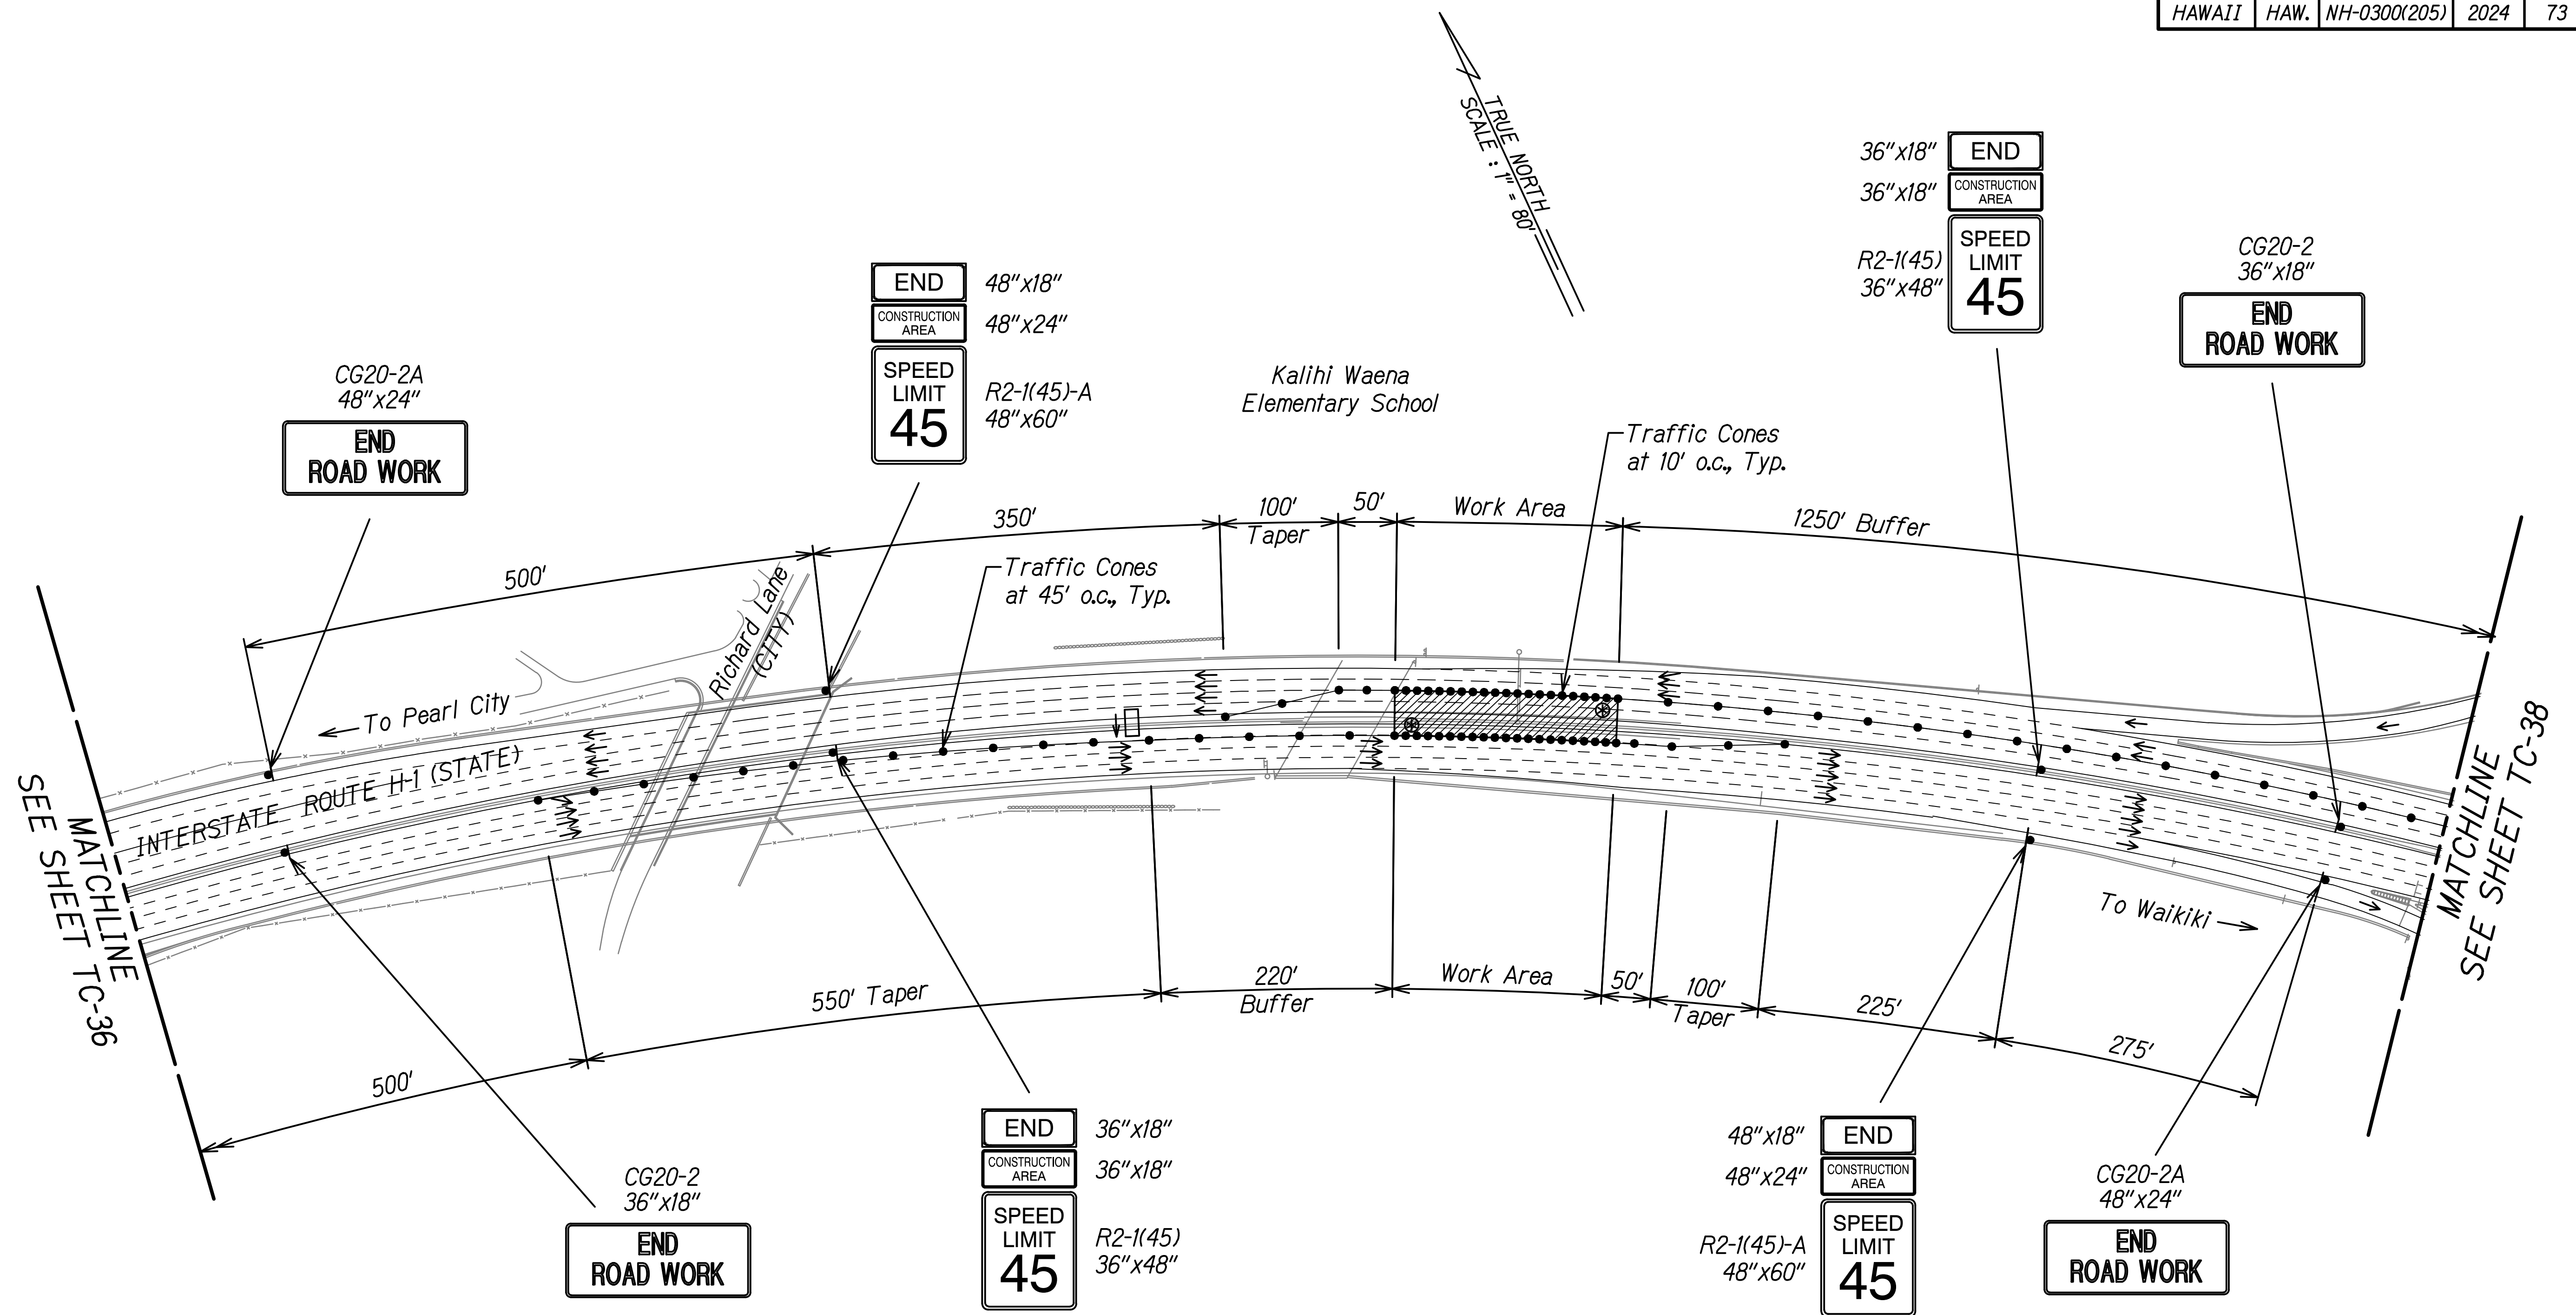 HAWAII HAW. NH-0300(205) 2024 73
TRUE NORTH
SCALE : 1" = 80'
36"x18" END
36"x18" CONSTRUCTION
AREA
R2-1(45)
36"x48"
SPEED
LIMIT
45
CG20-2
36"x18"
END
ROAD WORK
END 48"x18"
CONSTRUCTION
AREA
48"x24"
SPEED
LIMIT
45
R2-1(45)-A
48"x60"
CG20-2A
48"x24"
END
ROAD WORK
Kalihi Waena
Elementary School
Traffic Cones
at 10' o.c., Typ.
500'
350'
100'
Taper
50'
Work Area
1250' Buffer
Traffic Cones
at 45' o.c., Typ.
Richard Lane
(CITY)
To Pearl City
INTERSTATE ROUTE H-1 (STATE)
MATCHLINE
SEE SHEET TC-36
MATCHLINE
SEE SHEET TC-38
To Waikiki
500'
550' Taper
220'
Buffer
Work Area
50'
100'
Taper
225'
275'
CG20-2
36"x18"
END
ROAD WORK
END 36"x18"
CONSTRUCTION
AREA
36"x18"
SPEED
LIMIT
45
R2-1(45)
36"x48"
48"x18" END
48"x24" CONSTRUCTION
AREA
R2-1(45)-A
48"x60"
SPEED
LIMIT
45
CG20-2A
48"x24"
END
ROAD WORK